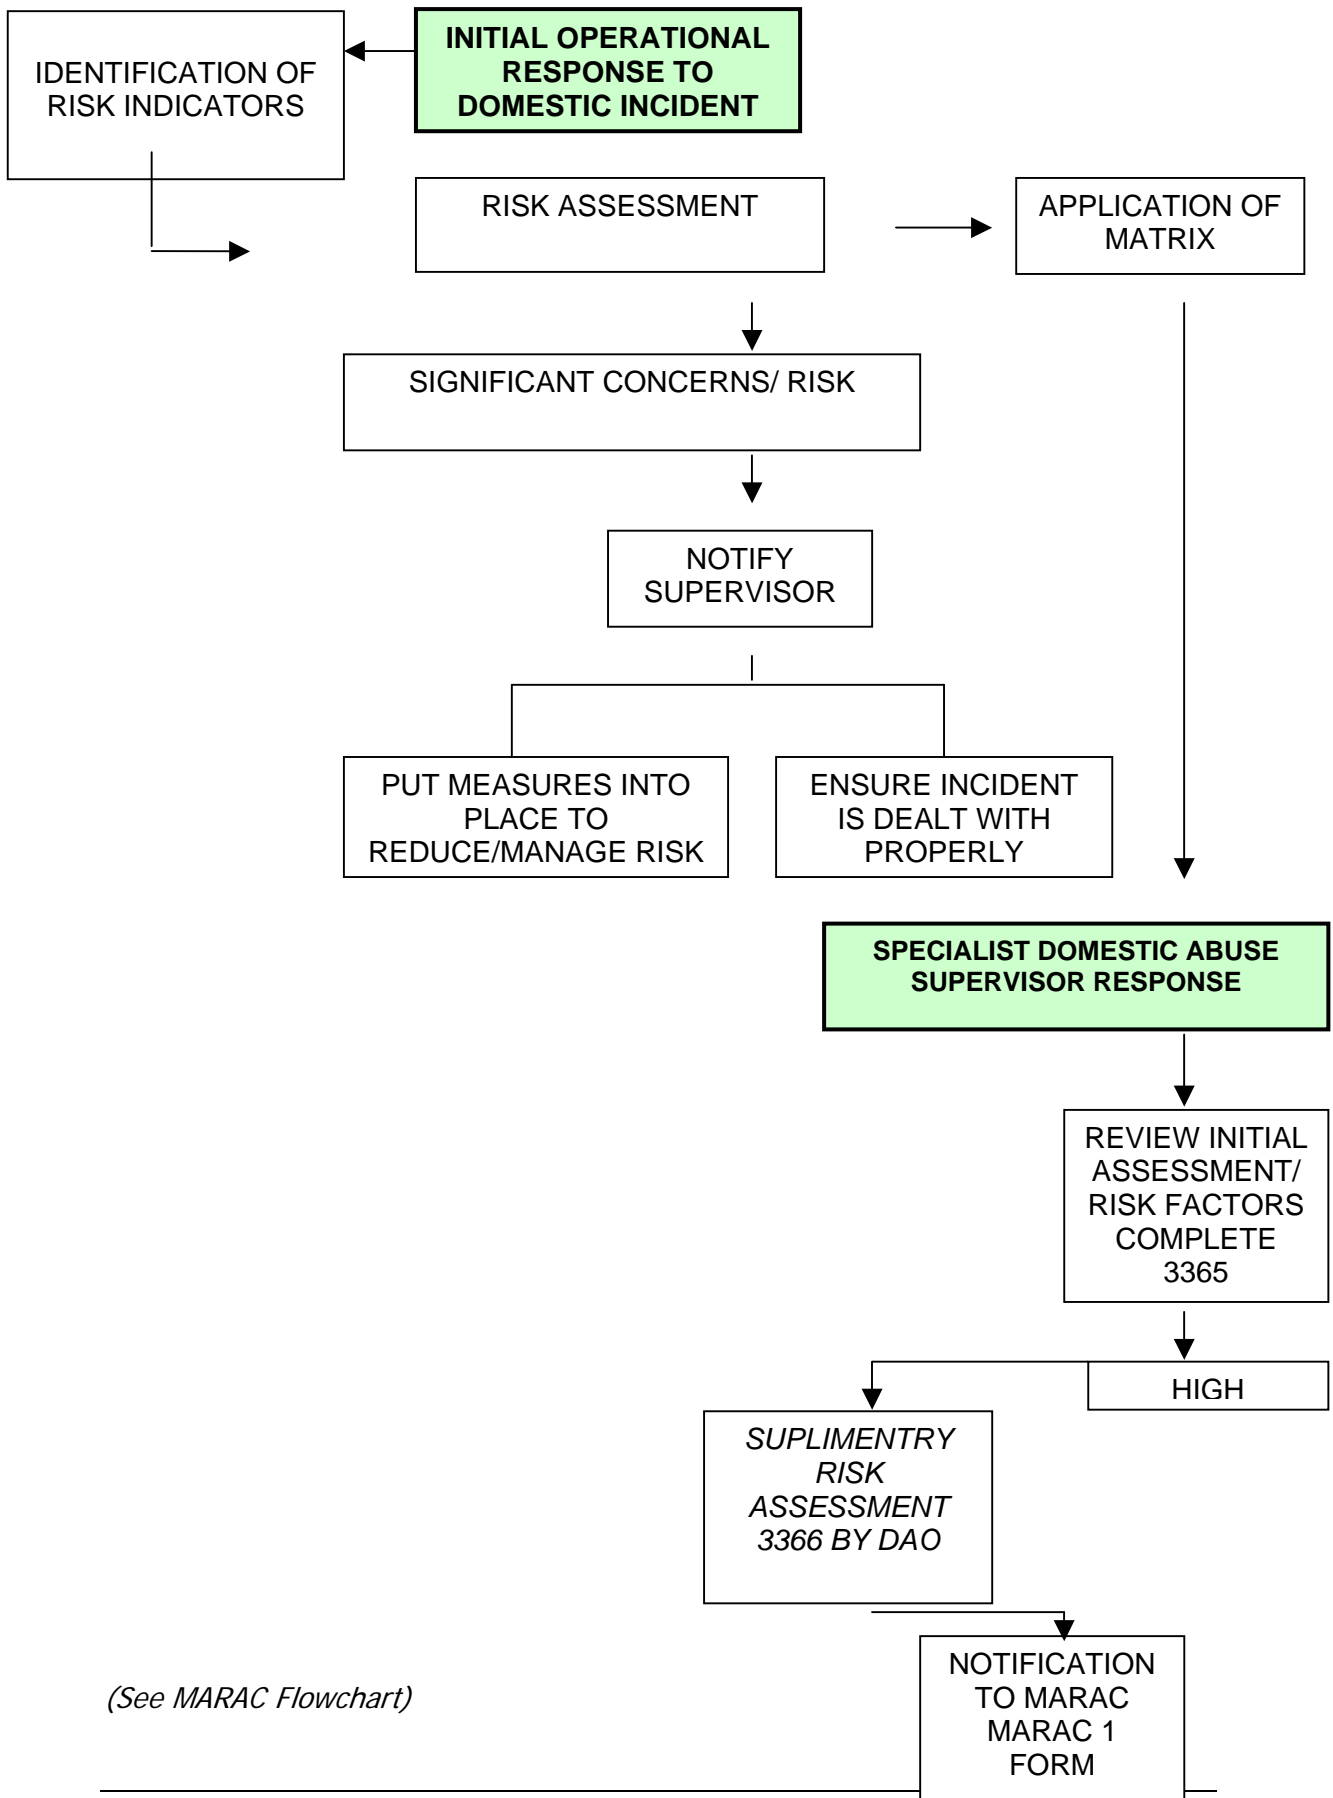 INITIAL OPERATIONAL
RESPONSE TO
DOMESTIC INCIDENT
IDENTIFICATION OF
RISK INDICATORS
RISK ASSESSMENT
APPLICATION OF
MATRIX
SIGNIFICANT CONCERNS/ RISK
NOTIFY
SUPERVISOR
PUT MEASURES INTO
PLACE TO
REDUCE/MANAGE RISK
ENSURE INCIDENT
IS DEALT WITH
PROPERLY
SPECIALIST DOMESTIC ABUSE
SUPERVISOR RESPONSE
REVIEW INITIAL
ASSESSMENT/
RISK FACTORS
COMPLETE
3365
HIGH
SUPLIMENTRY
RISK
ASSESSMENT
3366 BY DAO
NOTIFICATION
TO MARAC
MARAC 1
FORM
(See MARAC Flowchart)